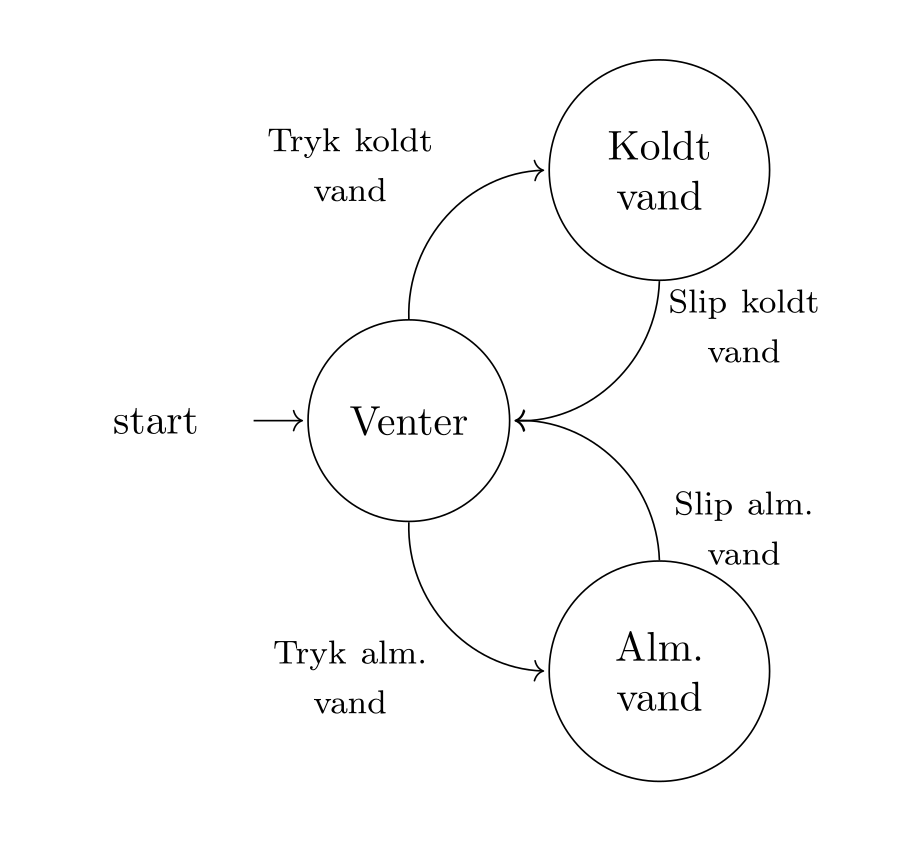 Tryk koldt
vand
Koldt
vand
Slip koldt
vand
start
Venter
Slip alm.
vand
Tryk alm.
vand
Alm.
vand